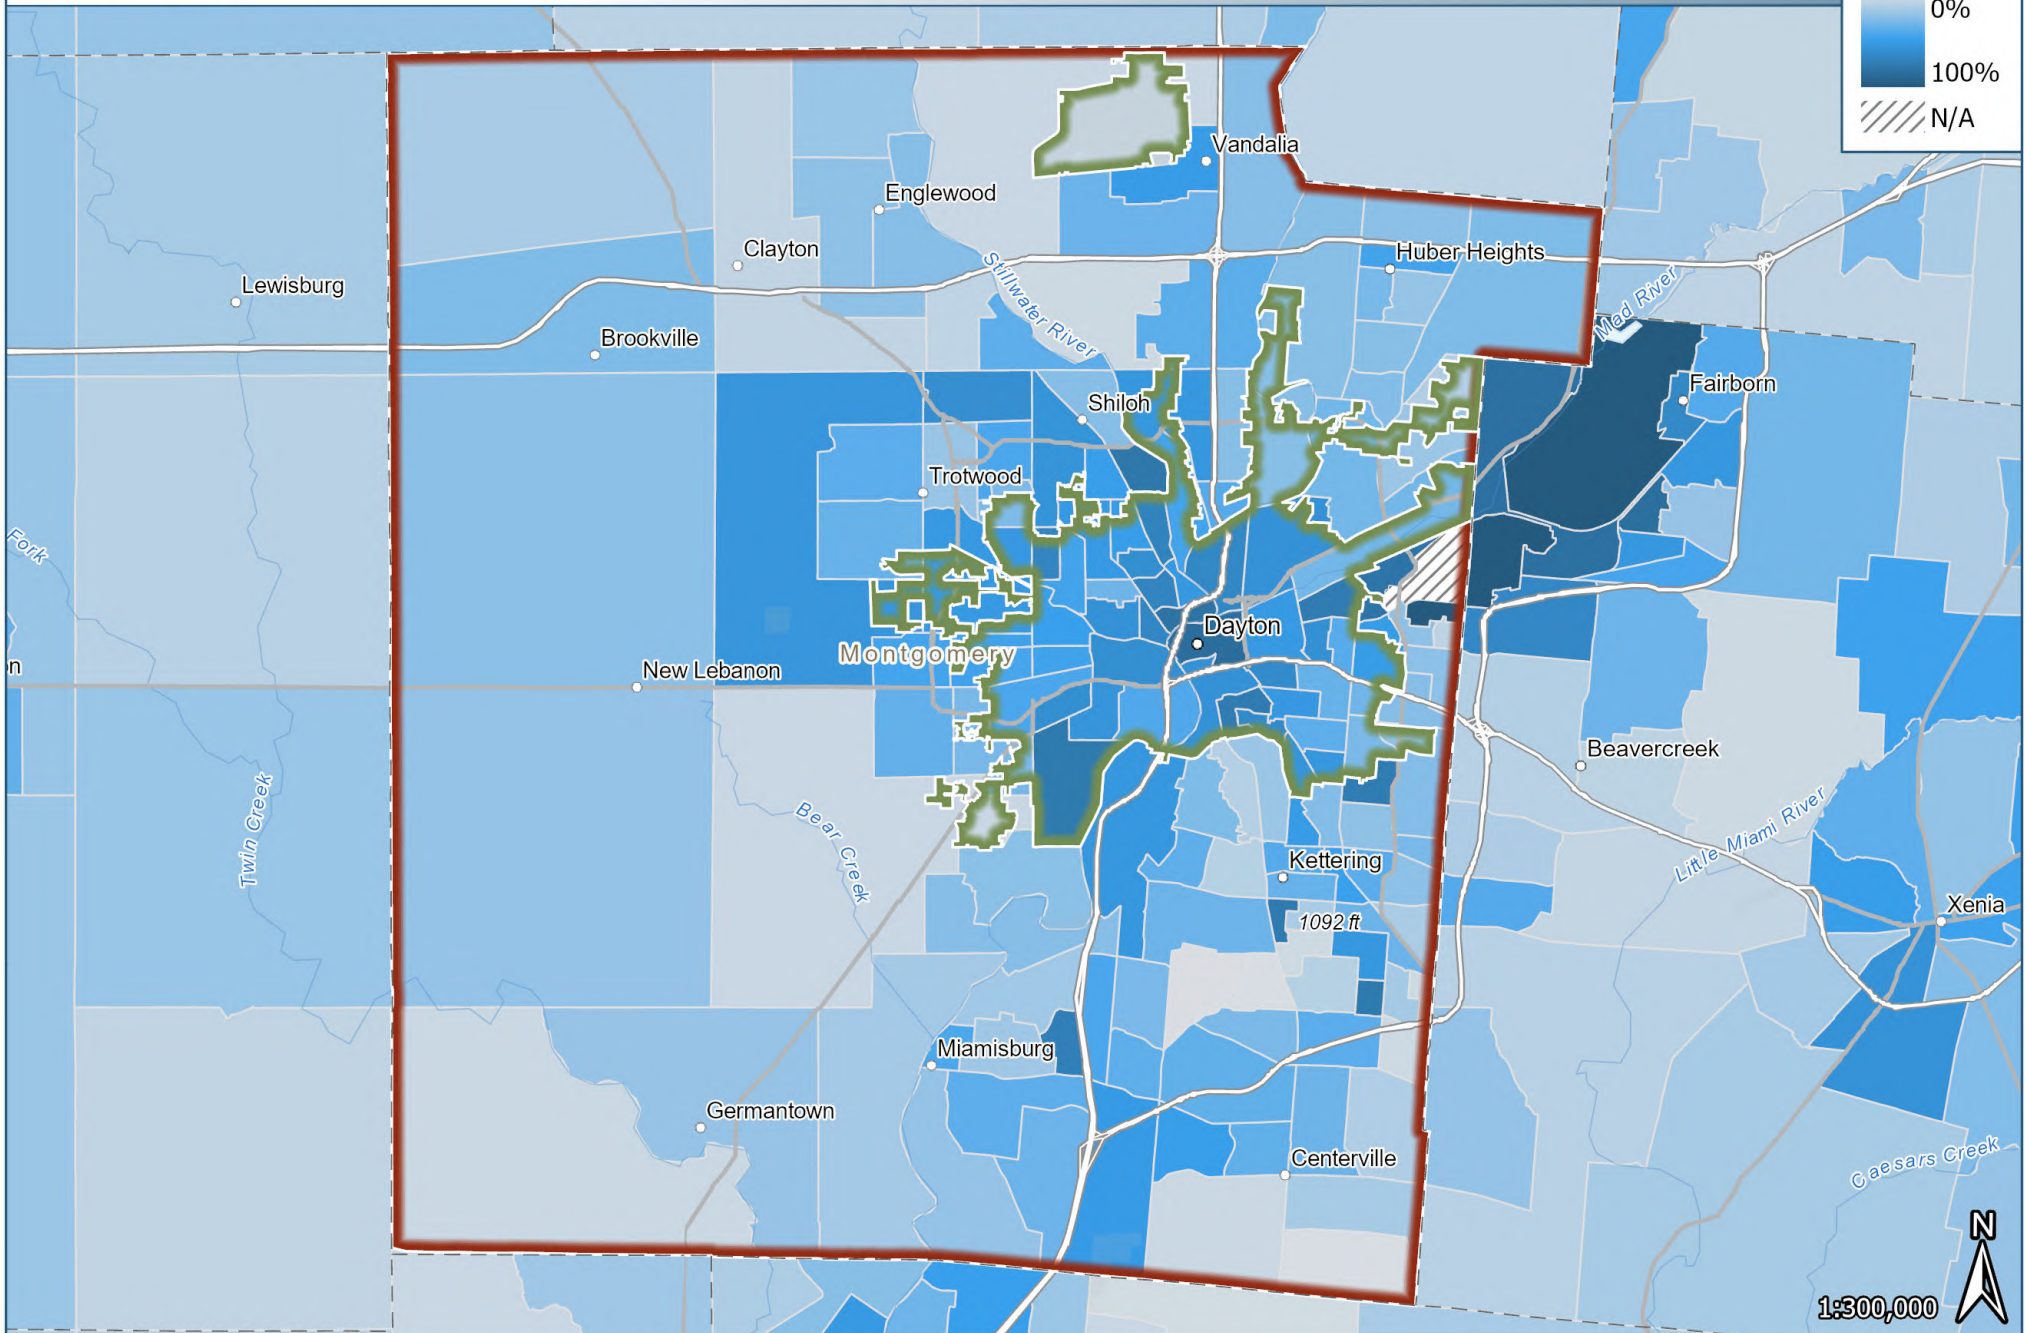 0%
100%
N/A
Vandalia
Englewood
Clayton
Huber Heights
Stillwater River
Lewisburg
Mad River
Brookville
Fairborn
Shiloh
Trotwood
Fork
Dayton
Montgomery
n
New Lebanon
Beavercreek
Twin Creek
Bear Creek
Little Miami River
Kettering
Xenia
1092 ft
Miamisburg
Germantown
Centerville
Caesars Creek
N
1:300,000